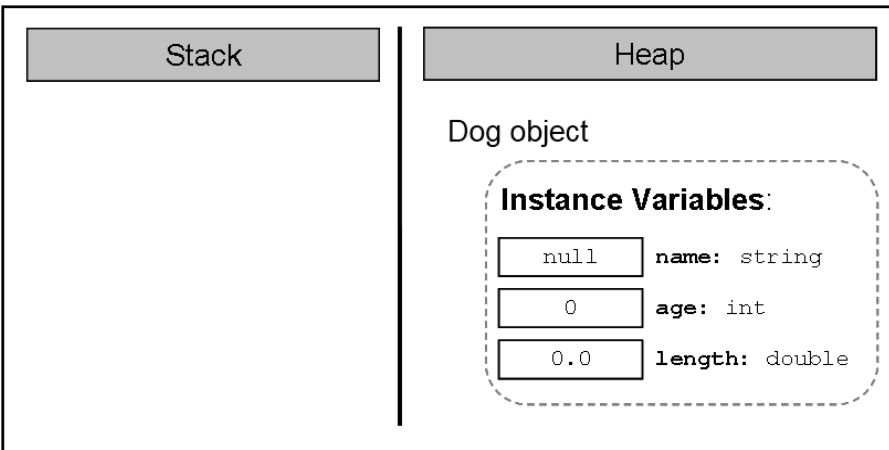 Stack
Heap
Dog object
Instance Variables:
null name: string
0 age: int
0.0 length: double